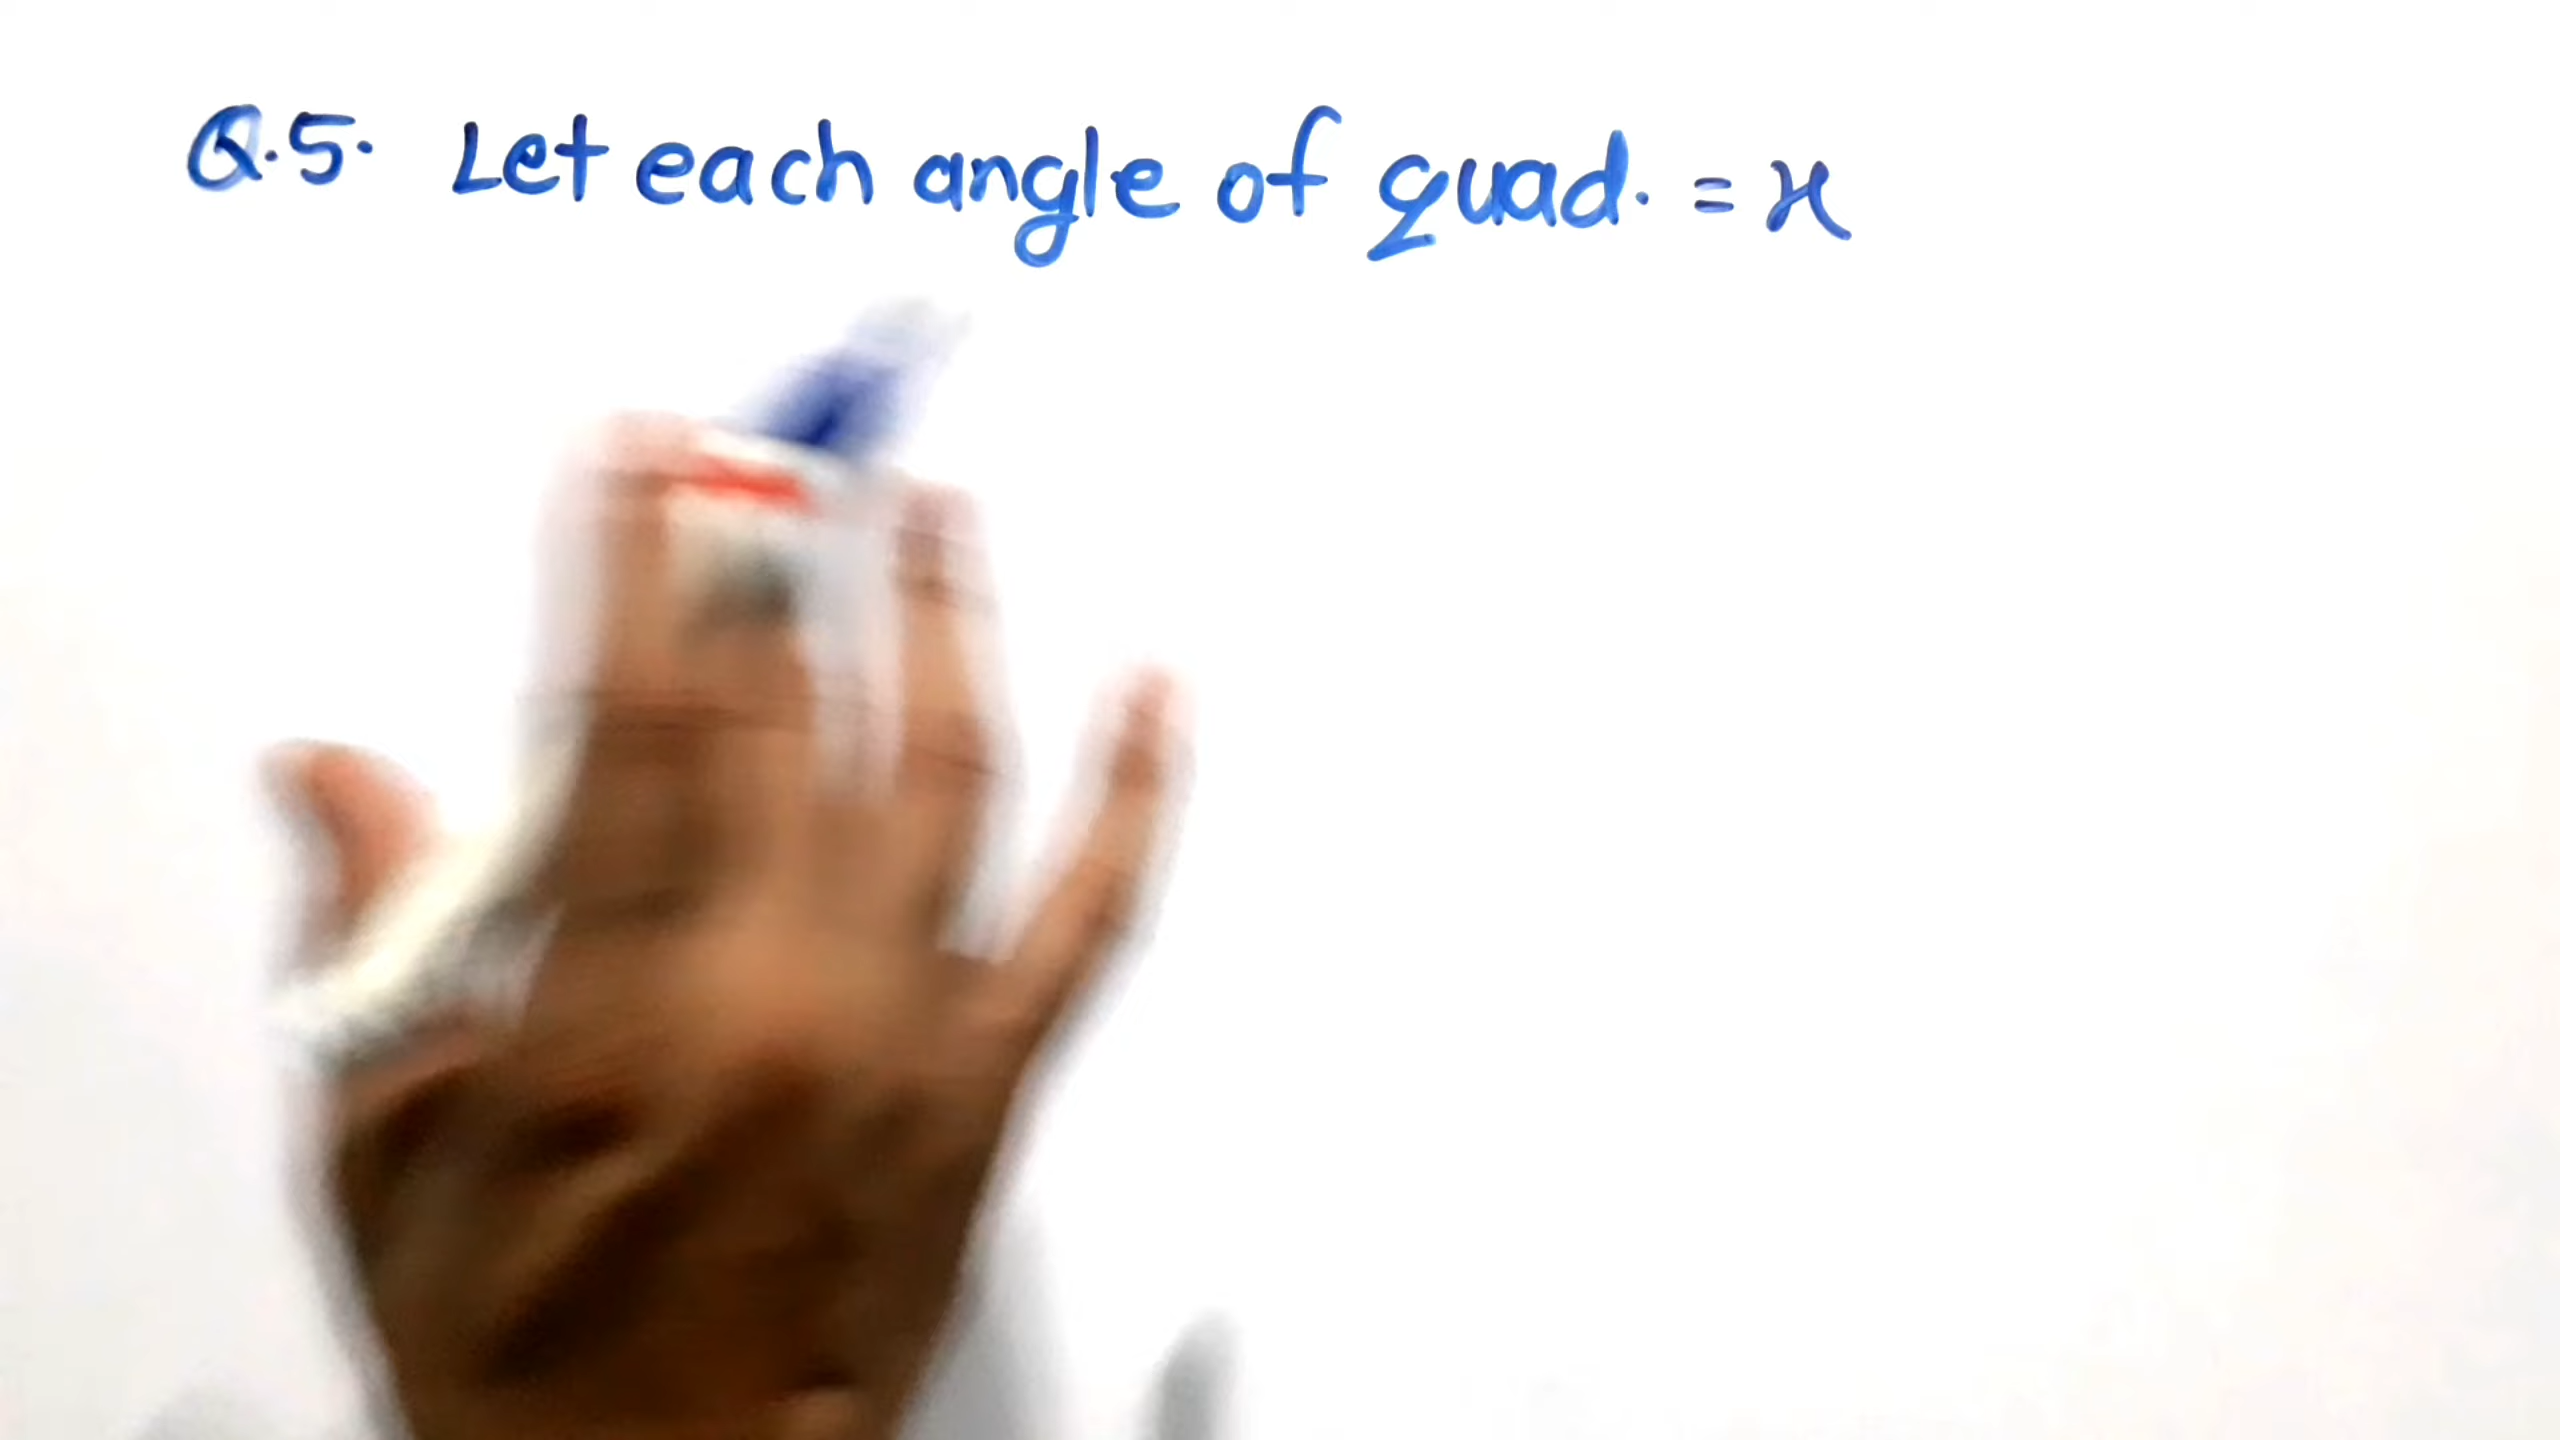 Q.5. Let each angle of quad. = x